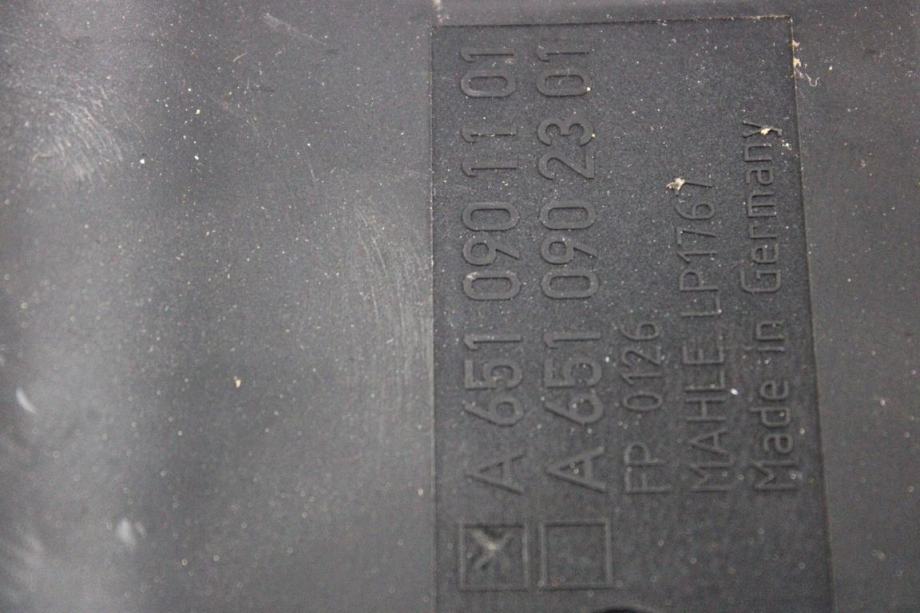 A 651 090 11 01
A 651 090 23 01
FP 0126
MAHLE LP1767
Made in Germany